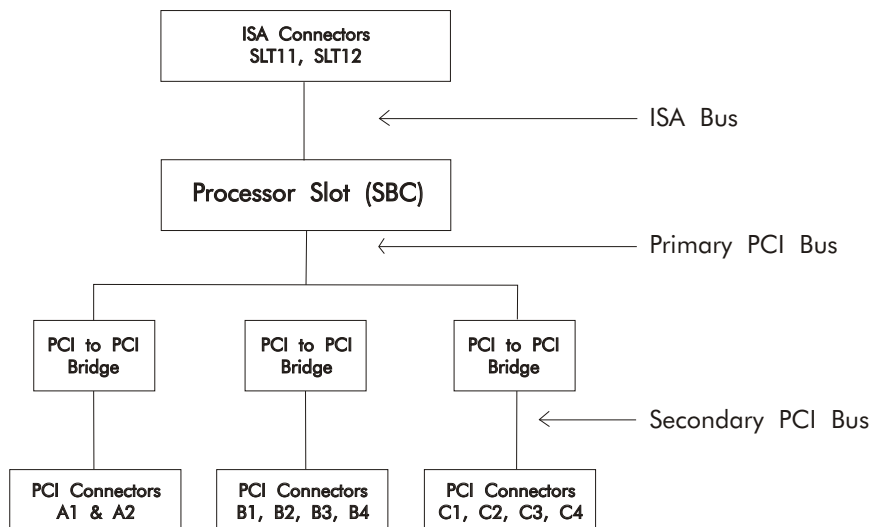 ISA Connectors
SLT11, SLT12
ISA Bus
Processor Slot (SBC)
Primary PCI Bus
PCI to PCI
Bridge
PCI to PCI
Bridge
PCI to PCI
Bridge
Secondary PCI Bus
PCI Connectors
A1 & A2
PCI Connectors
B1, B2, B3, B4
PCI Connectors
C1, C2, C3, C4